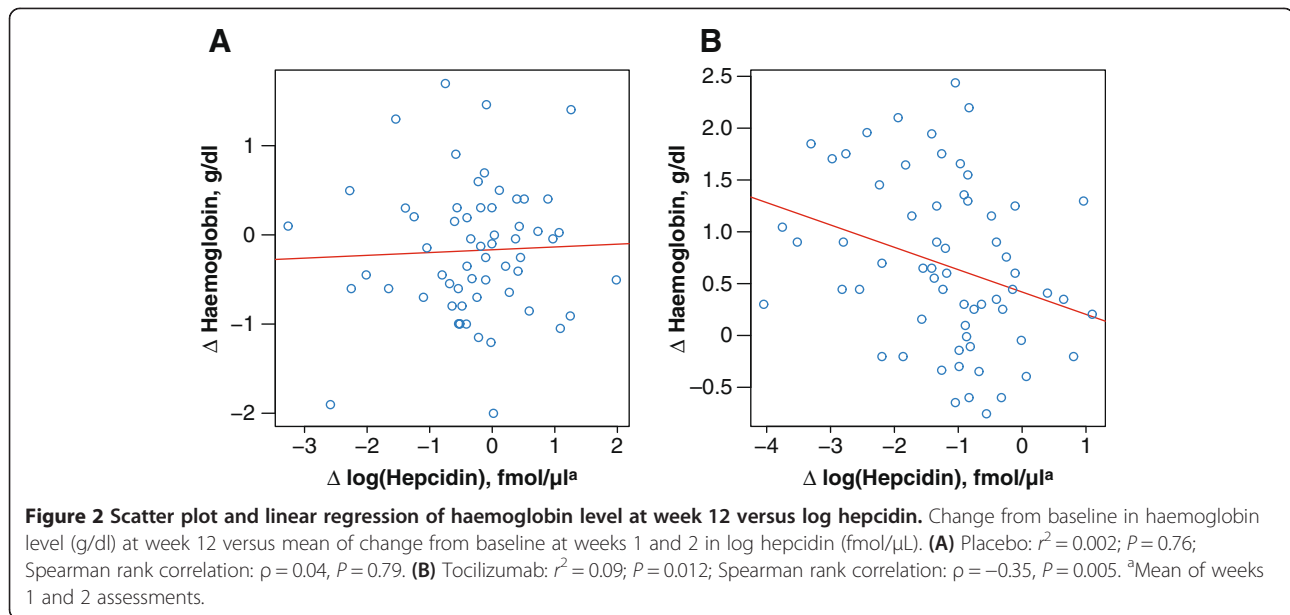 A
B
Δ Haemoglobin, g/dl
1
0
−1
−2
−3 −2 −1 0 1 2
Δ log(Hepcidin), fmol/µlª
Δ Haemoglobin, g/dl
2.5
2.0
1.5
1.0
0.5
0
−0.5
−4 −3 −2 −1 0 1
Δ log(Hepcidin), fmol/µlª
Figure 2 Scatter plot and linear regression of haemoglobin level at week 12 versus log hepcidin. Change from baseline in haemoglobin
level (g/dl) at week 12 versus mean of change from baseline at weeks 1 and 2 in log hepcidin (fmol/µL). (A) Placebo: r² = 0.002; P = 0.76;
Spearman rank correlation: ρ = 0.04, P = 0.79. (B) Tocilizumab: r² = 0.09; P = 0.012; Spearman rank correlation: ρ = −0.35, P = 0.005. ªMean of weeks
1 and 2 assessments.